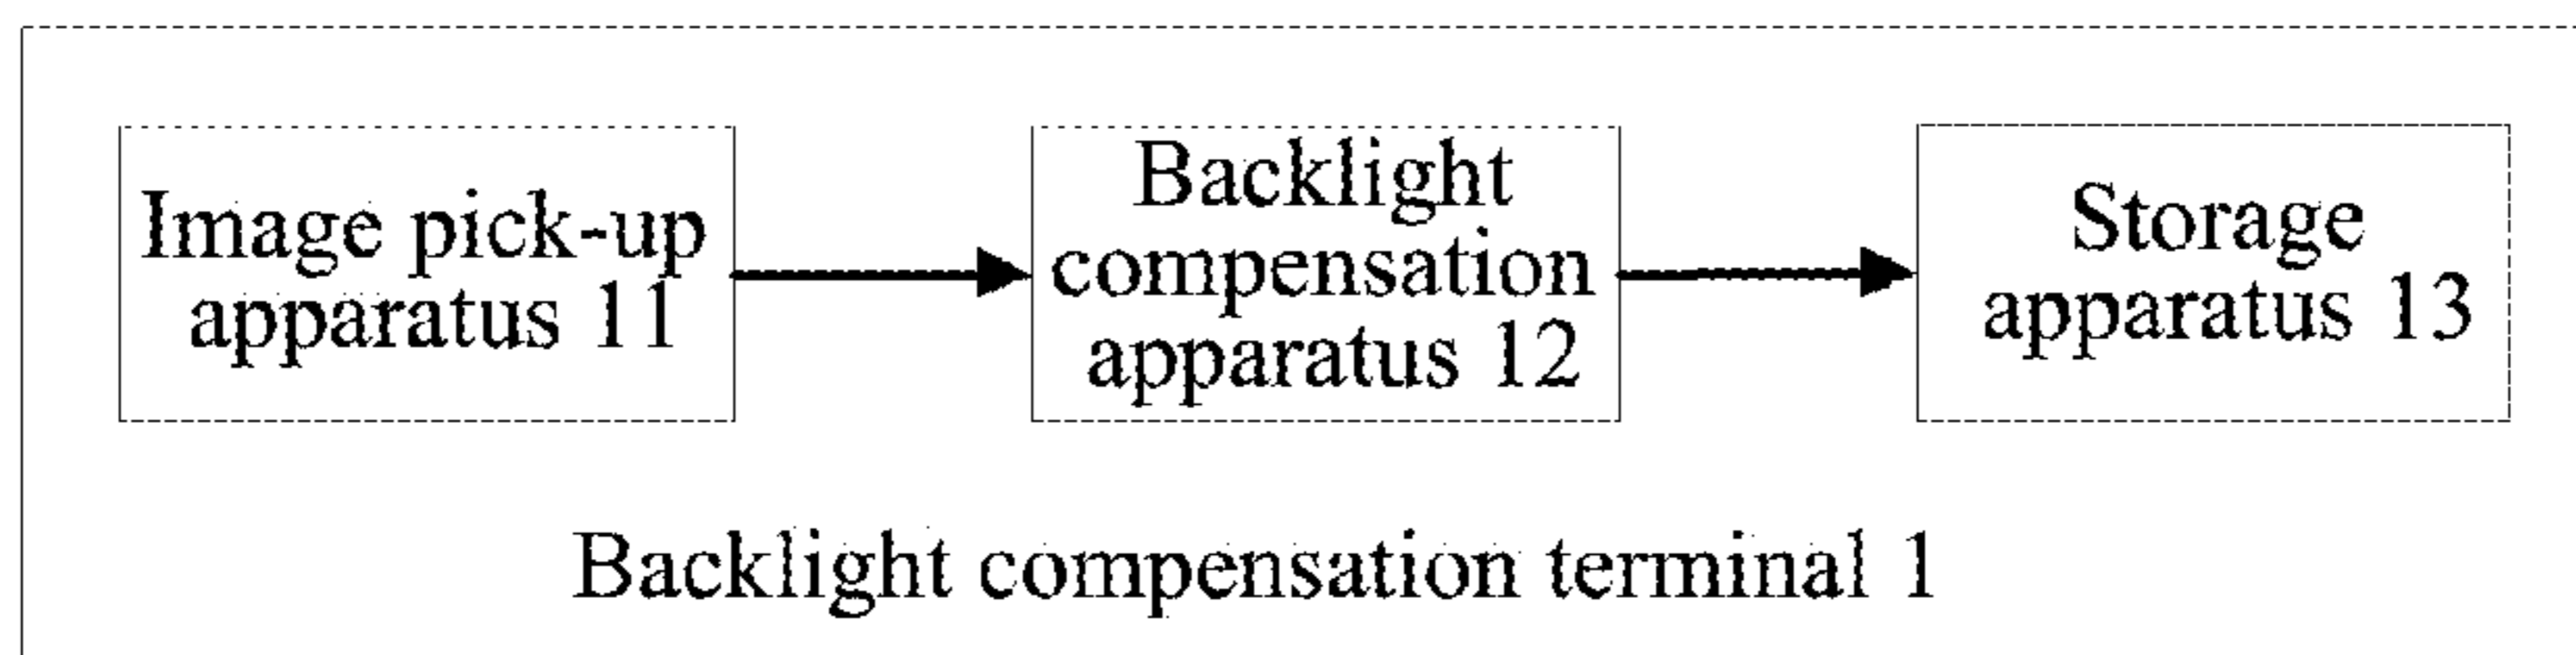 Image pick-up
apparatus 11
Backlight
compensation
apparatus 12
Storage
apparatus 13
Backlight compensation terminal 1